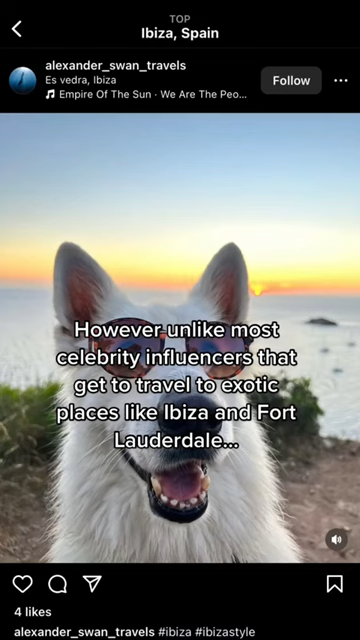 TOP
Ibiza, Spain
alexander_swan_travels
Es vedra, Ibiza
Empire Of The Sun · We Are The Peo...
Follow
However unlike most
celebrity influencers that
get to travel to exotic
places like Ibiza and Fort
Lauderdale...
4 likes
alexander_swan_travels #ibiza #ibizastyle